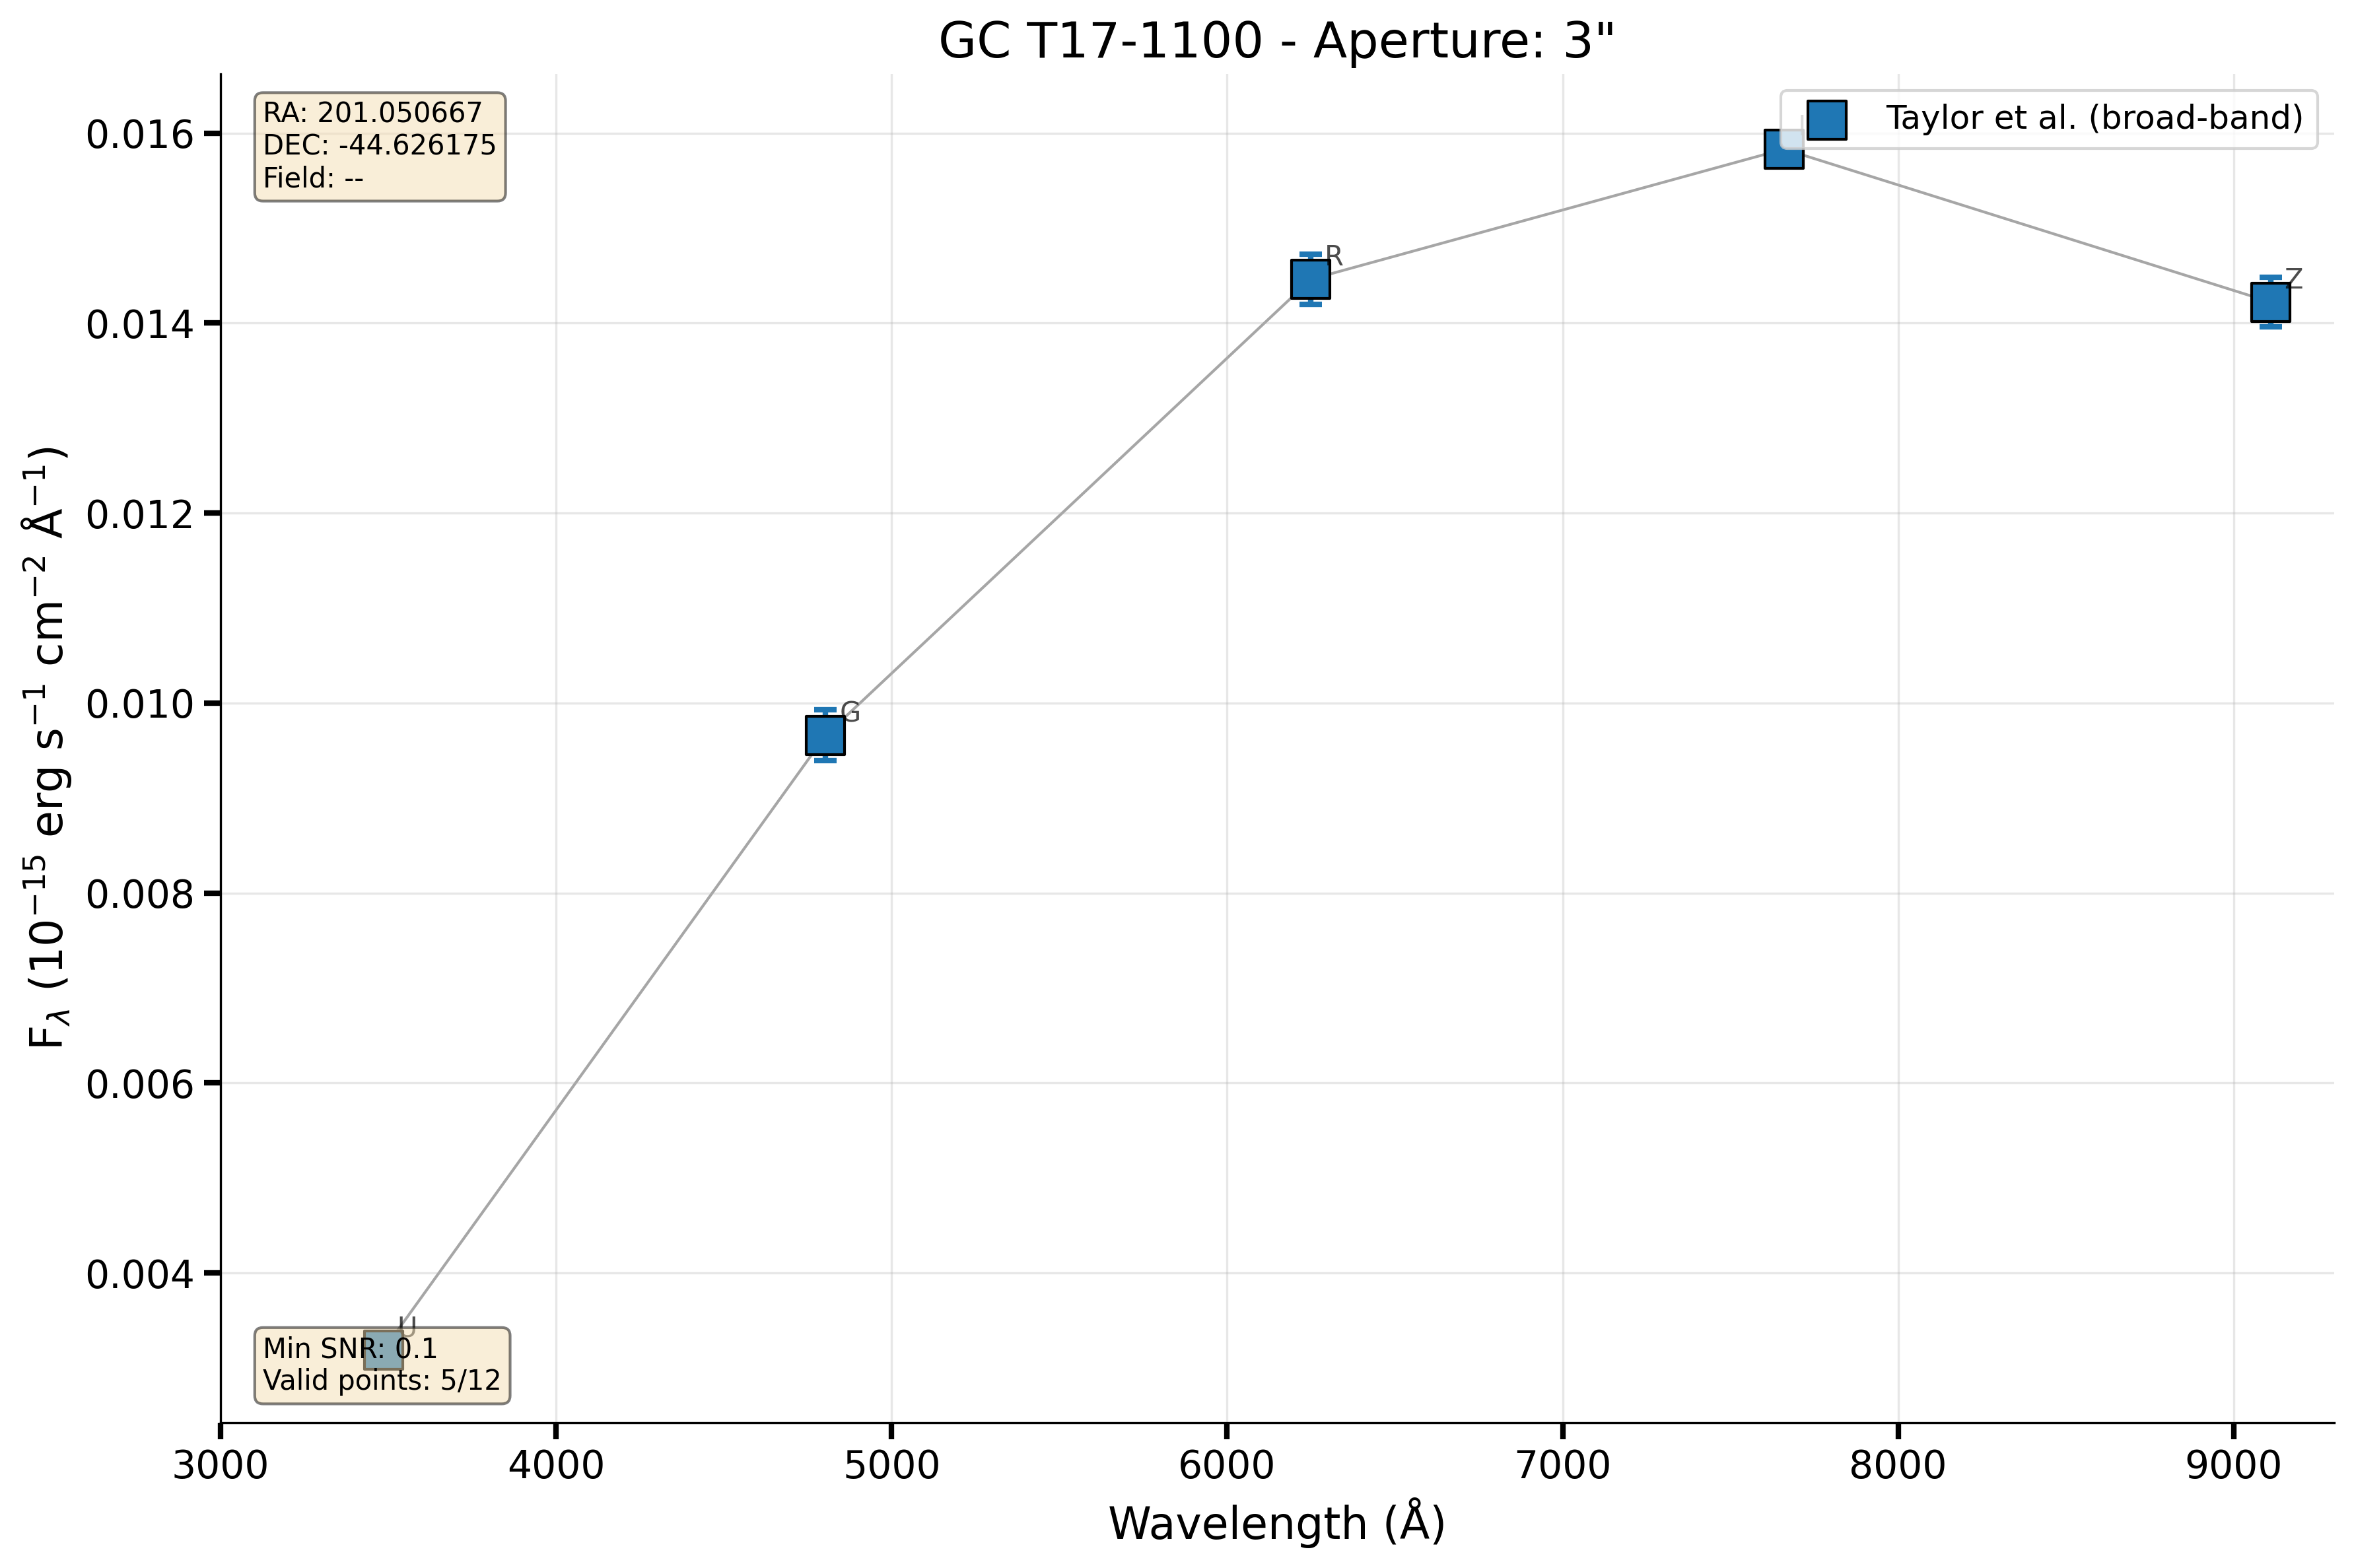 GC T17-1100 - Aperture: 3"
RA: 201.050667
DEC: -44.626175
Field: --
Taylor et al. (broad-band)
I
R
Z
G
U
Min SNR: 0.1
Valid points: 5/12
0.016
0.014
0.012
0.010
0.008
0.006
0.004
F_λ (10⁻¹⁵ erg s⁻¹ cm⁻² Å⁻¹)
3000 4000 5000 6000 7000 8000 9000
Wavelength (Å)